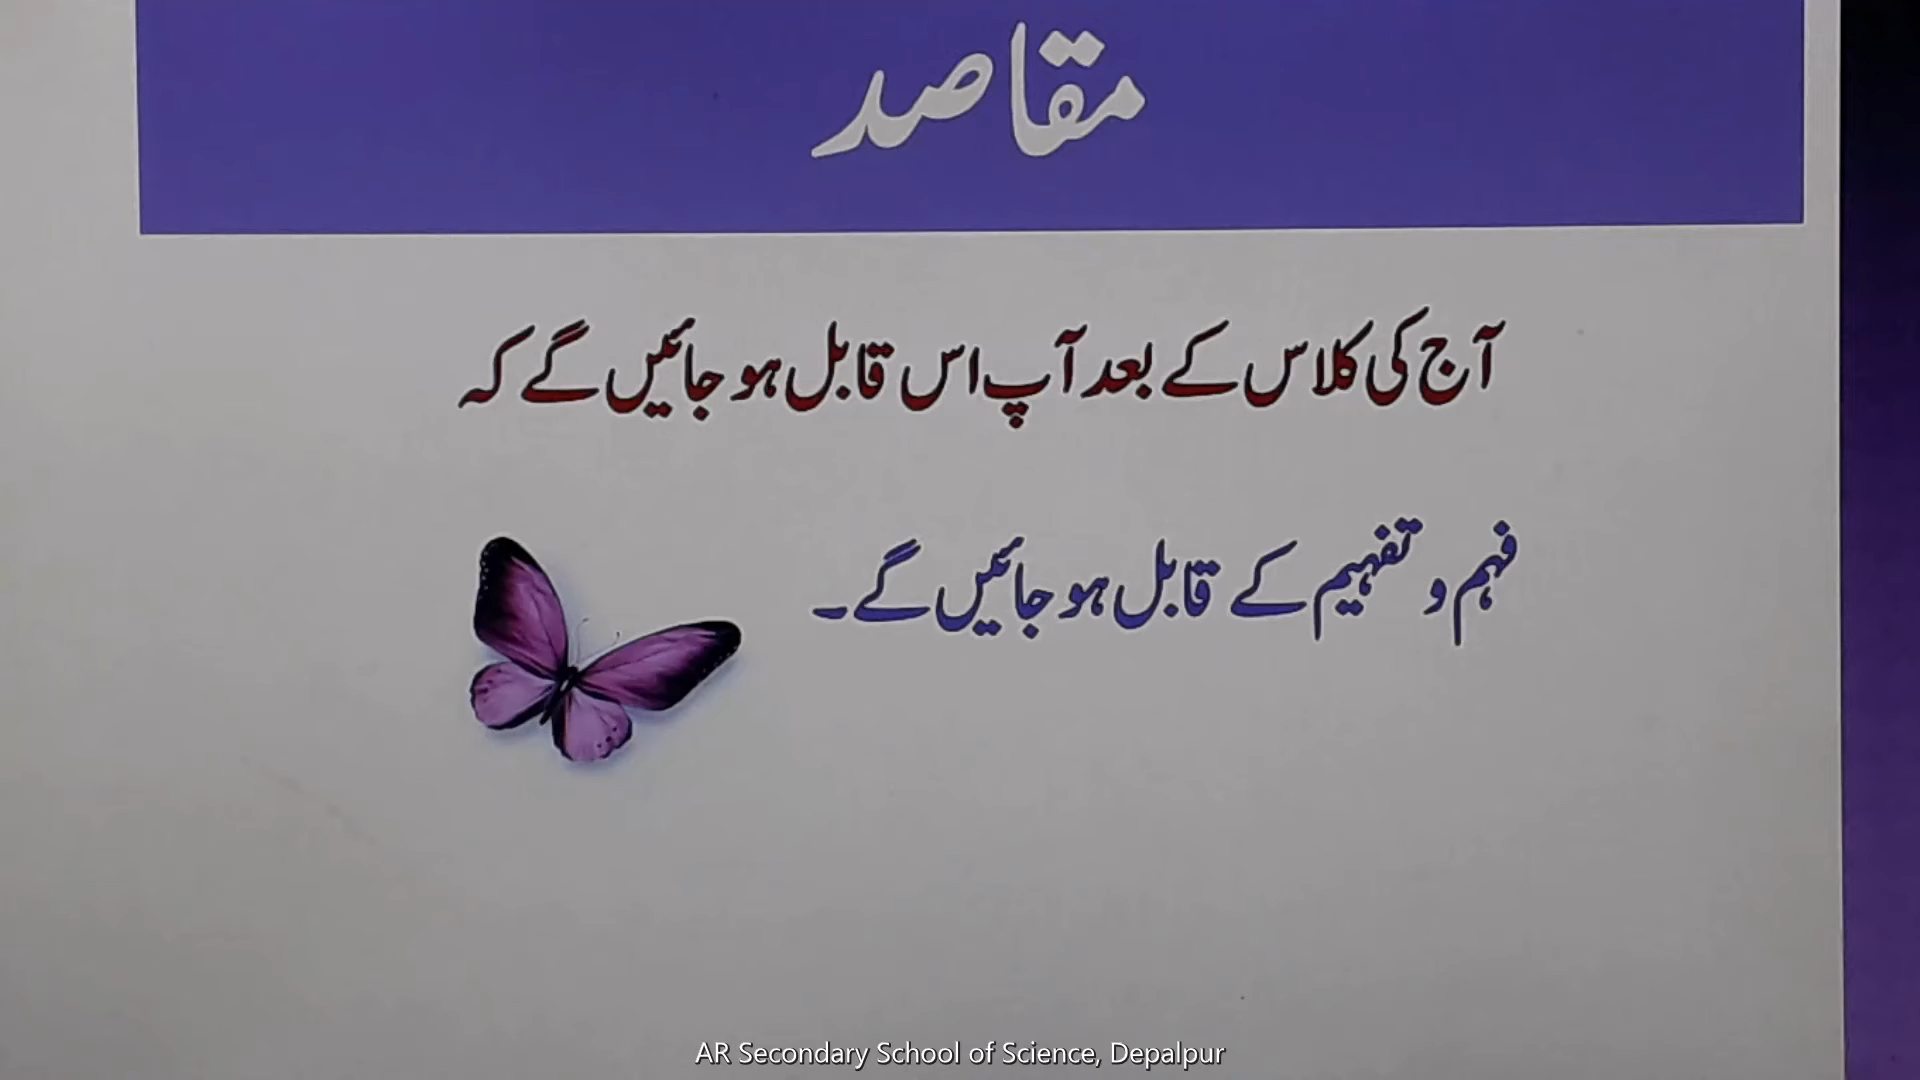 مقاصد
آج کی کلاس کے بعد آپ اس قابل ہو جائیں گے کہ
فہم و تفہیم کے قابل ہو جائیں گے۔
AR Secondary School of Science, Depalpur